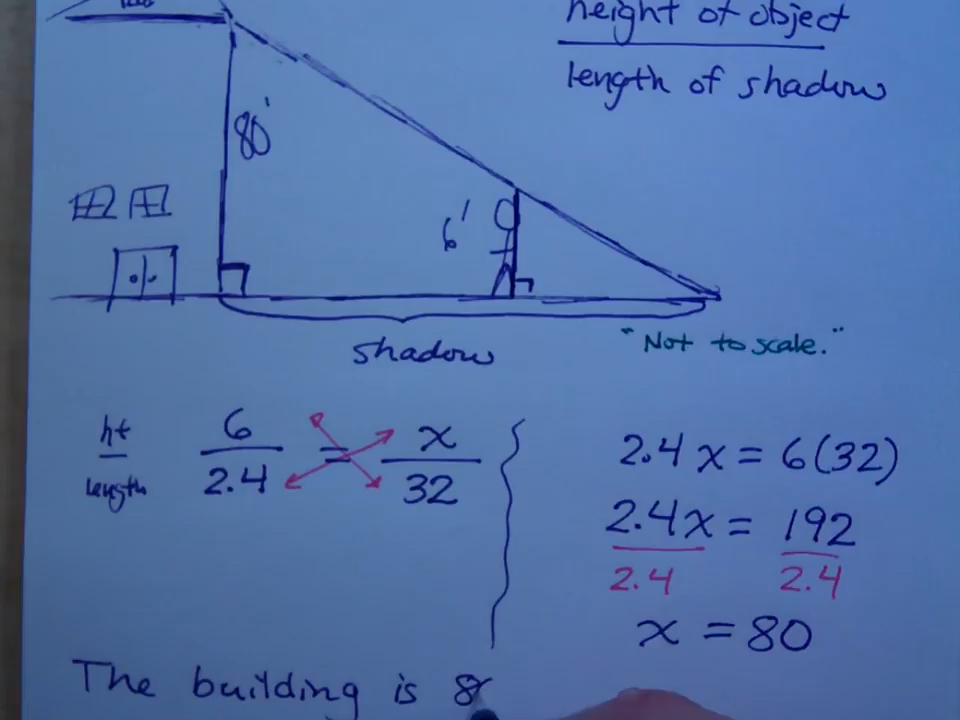 height of object
length of shadow
80'
6'
shadow
"Not to scale."
ht
length
6
2.4
=
x
32
2.4x = 6(32)
2.4x = 192
2.4 2.4
x = 80
The building is 8